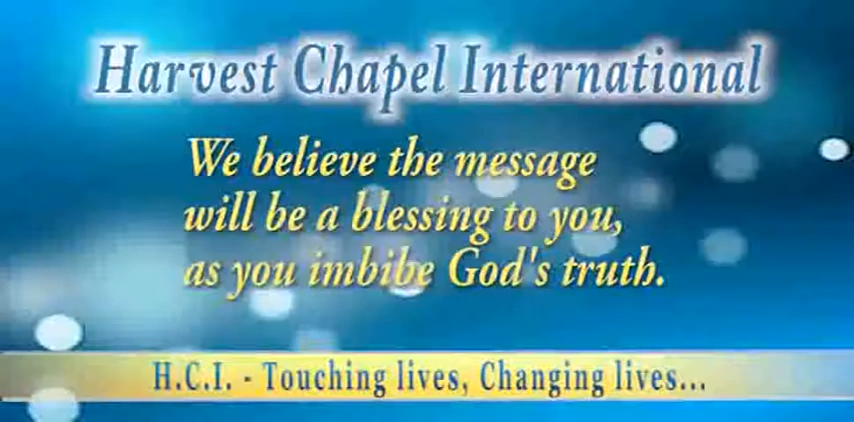 Harvest Chapel International
We believe the message
will be a blessing to you,
as you imbibe God's truth.
H.C.I. - Touching lives, Changing lives...